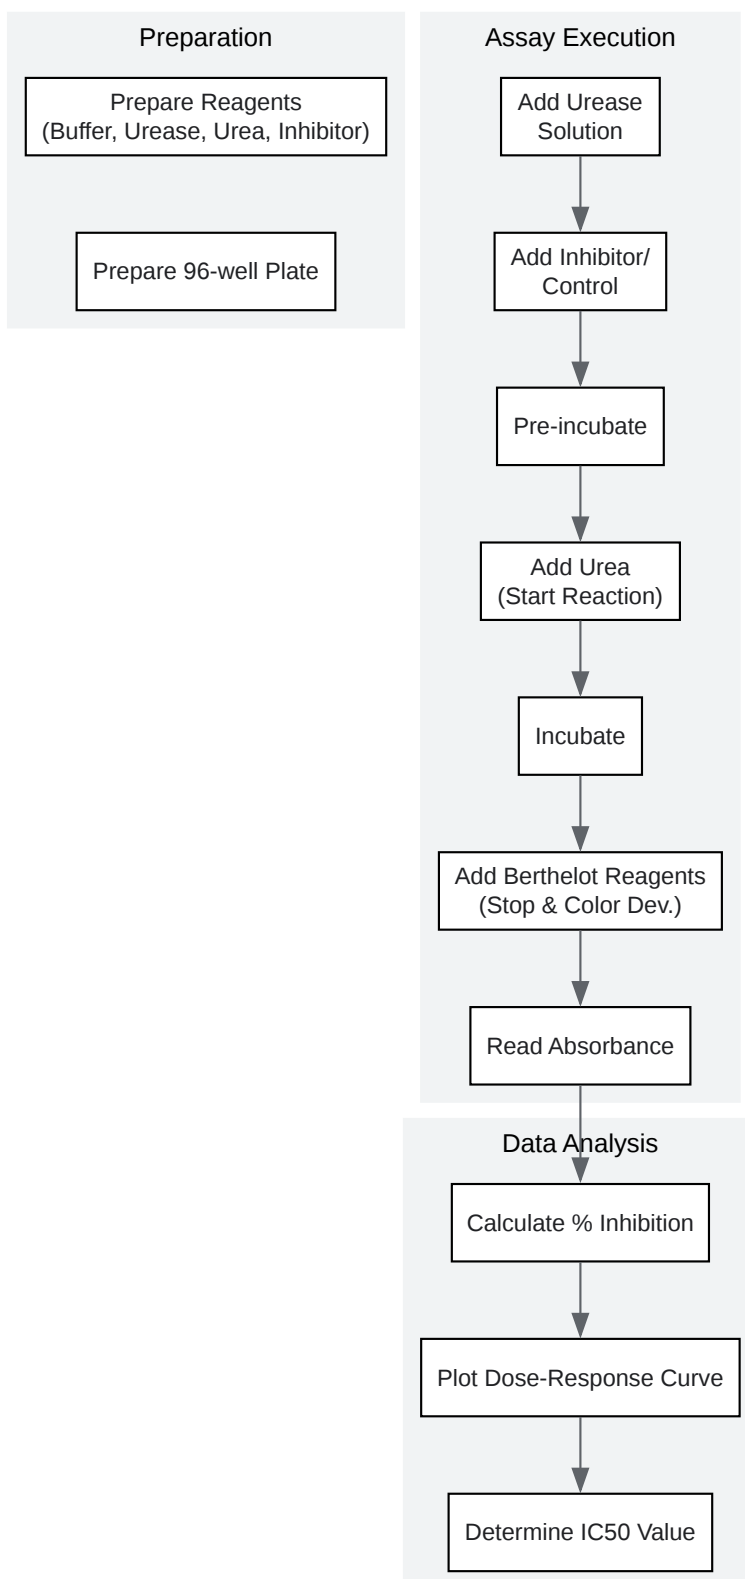 Preparation
Prepare Reagents
(Buffer, Urease, Urea, Inhibitor)
Prepare 96-well Plate
Assay Execution
Add Urease
Solution
Add Inhibitor/
Control
Pre-incubate
Add Urea
(Start Reaction)
Incubate
Add Berthelot Reagents
(Stop & Color Dev.)
Read Absorbance
Data Analysis
Calculate % Inhibition
Plot Dose-Response Curve
Determine IC50 Value